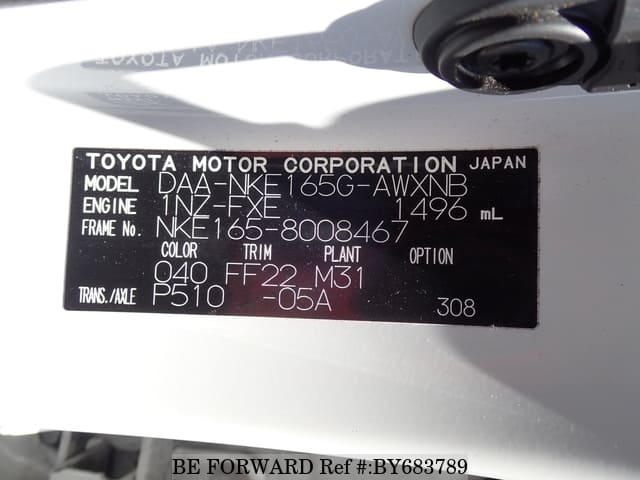 TOYOTA MOTOR CORPORATION JAPAN
MODEL DAA-NKE165G-AWXNB
ENGINE 1NZ-FXE 1496 mL
FRAME No. NKE165-8008467
COLOR TRIM PLANT OPTION
040 FF22 M31
TRANS./AXLE P510 -05A 308
BE FORWARD Ref #:BY683789